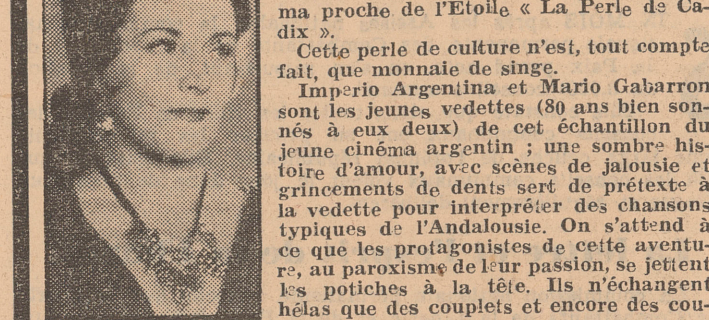 ma proche de l'Etoile « La Perle de Ca-
dix ».
Cette perle de culture n'est, tout compte
fait, que monnaie de singe.
Imperio Argentina et Mario Gabarron
sont les jeunes vedettes (80 ans bien son-
nés à eux deux) de cet échantillon du
jeune cinéma argentin ; une sombre his-
toire d'amour, avec scènes de jalousie et
grincements de dents sert de prétexte à
la vedette pour interpréter des chansons
typiques de l'Andalousie. On s'attend à
ce que les protagonistes de cette aventu-
re, au paroxisme de leur passion, se jettent
les potiches à la tête. Ils n'échangent
hélas que des couplets et encore des cou-